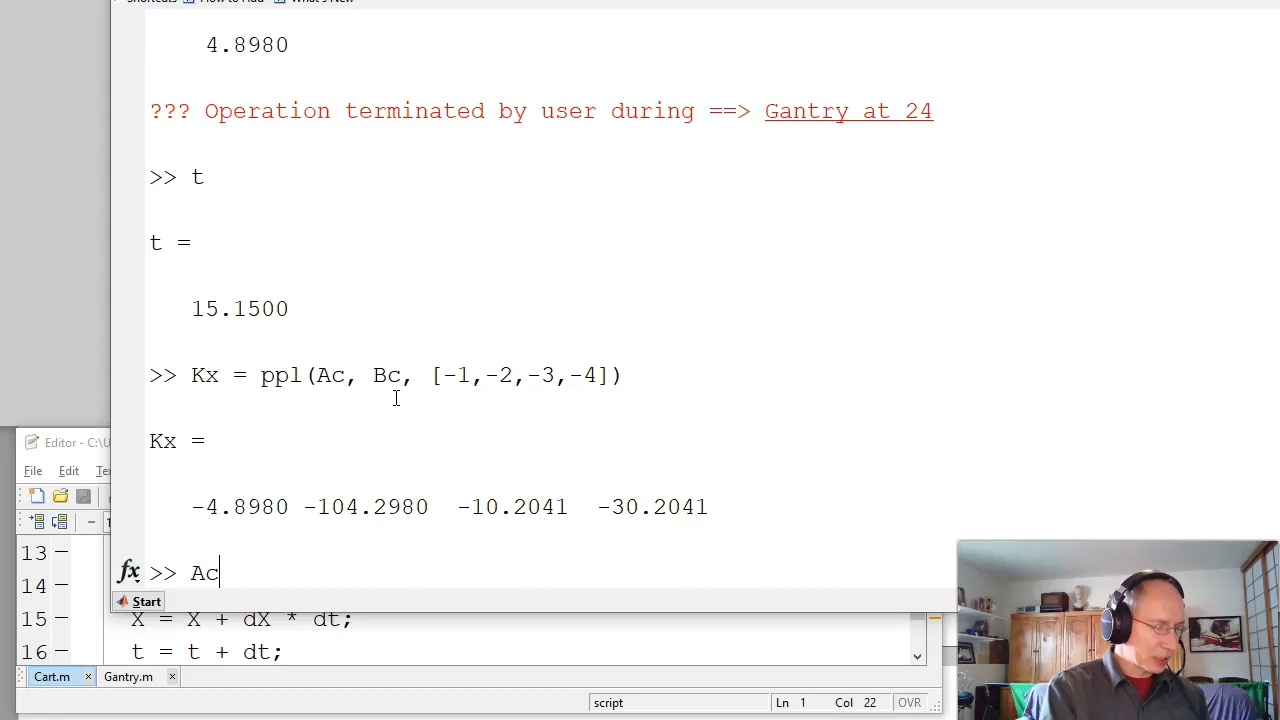 Shortcuts How to Add What's New
4.8980
??? Operation terminated by user during ==> Gantry at 24
>> t
t =
15.1500
>> Kx = ppl(Ac, Bc, [-1,-2,-3,-4])
Kx =
-4.8980 -104.2980 -10.2041 -30.2041
fx >> Ac
Start
Editor - C:\U
File Edit
13
14
15 X = X + dX * dt;
16 t = t + dt;
Cart.m Gantry.m
script Ln 1 Col 22 OVR